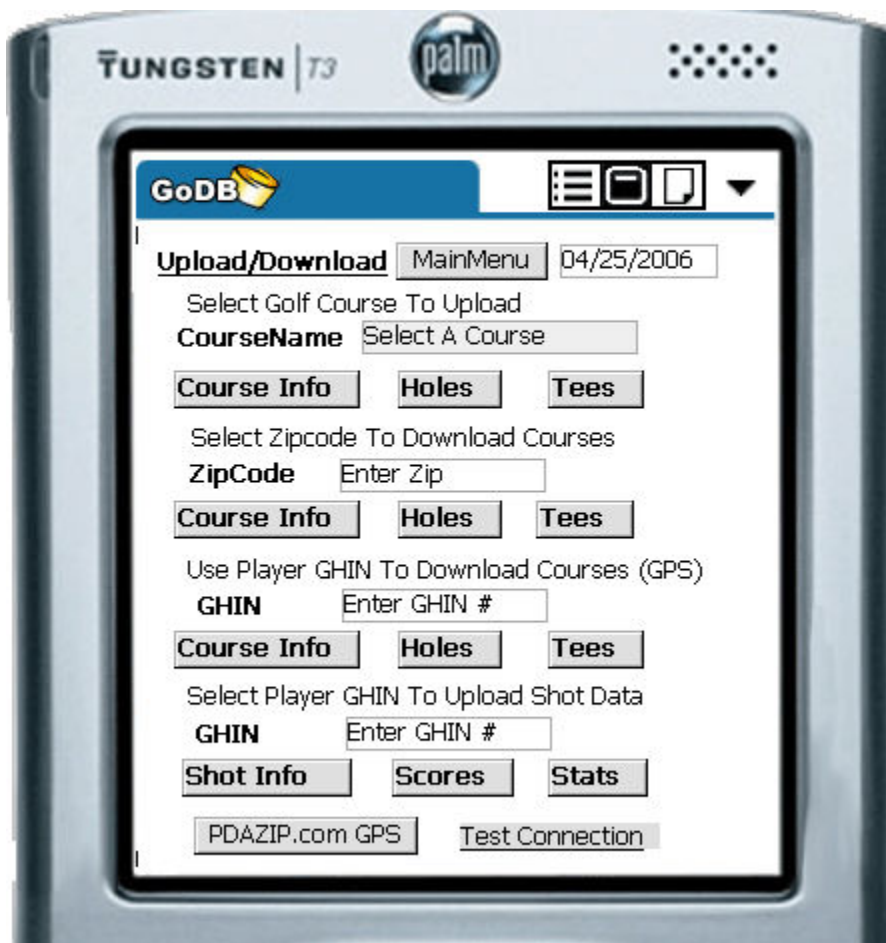 TUNGSTEN | T3
palm
GoDB
Upload/Download MainMenu 04/25/2006
Select Golf Course To Upload
CourseName Select A Course
Course Info Holes Tees
Select Zipcode To Download Courses
ZipCode Enter Zip
Course Info Holes Tees
Use Player GHIN To Download Courses (GPS)
GHIN Enter GHIN #
Course Info Holes Tees
Select Player GHIN To Upload Shot Data
GHIN Enter GHIN #
Shot Info Scores Stats
PDAZIP.com GPS Test Connection